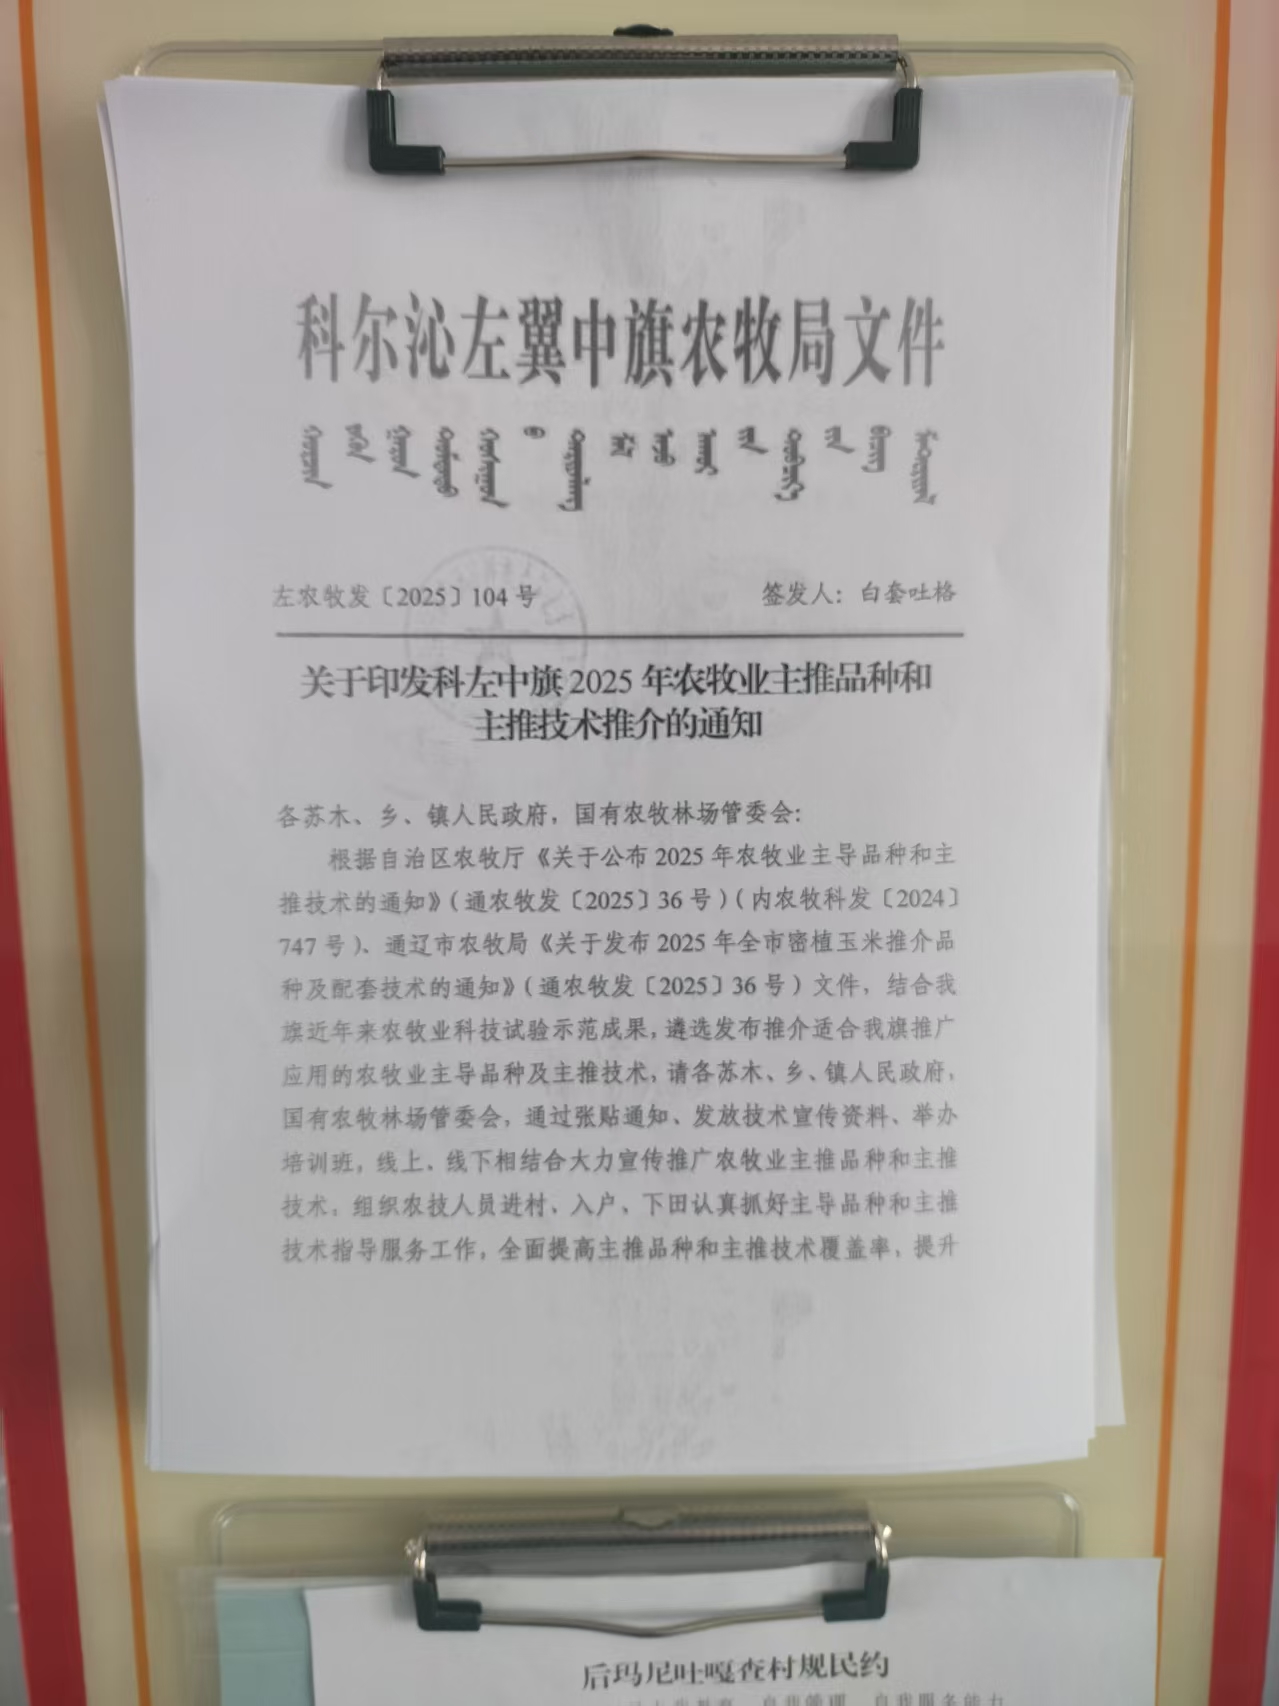 科尔沁左翼中旗农牧局文件
左农牧发〔2025〕104号 签发人：白套吐格
关于印发科左中旗2025年农牧业主推品种和
主推技术推介的通知
各苏木、乡、镇人民政府，国有农牧林场管委会：
根据自治区农牧厅《关于公布2025年农牧业主导品种和主
推技术的通知》（通农牧发〔2025〕36号）（内农牧科发〔2024〕
747号）、通辽市农牧局《关于发布2025年全市密植玉米推介品
种及配套技术的通知》（通农牧发〔2025〕36号）文件，结合我
旗近年来农牧业科技试验示范成果，遴选发布推介适合我旗推广
应用的农牧业主导品种及主推技术，请各苏木、乡、镇人民政府，
国有农牧林场管委会，通过张贴通知、发放技术宣传资料、举办
培训班，线上、线下相结合大力宣传推广农牧业主推品种和主推
技术，组织农技人员进村、入户、下田认真抓好主导品种和主推
技术指导服务工作，全面提高主推品种和主推技术覆盖率，提升
后玛尼吐嘎查村规民约
自我管理、自我服务能力